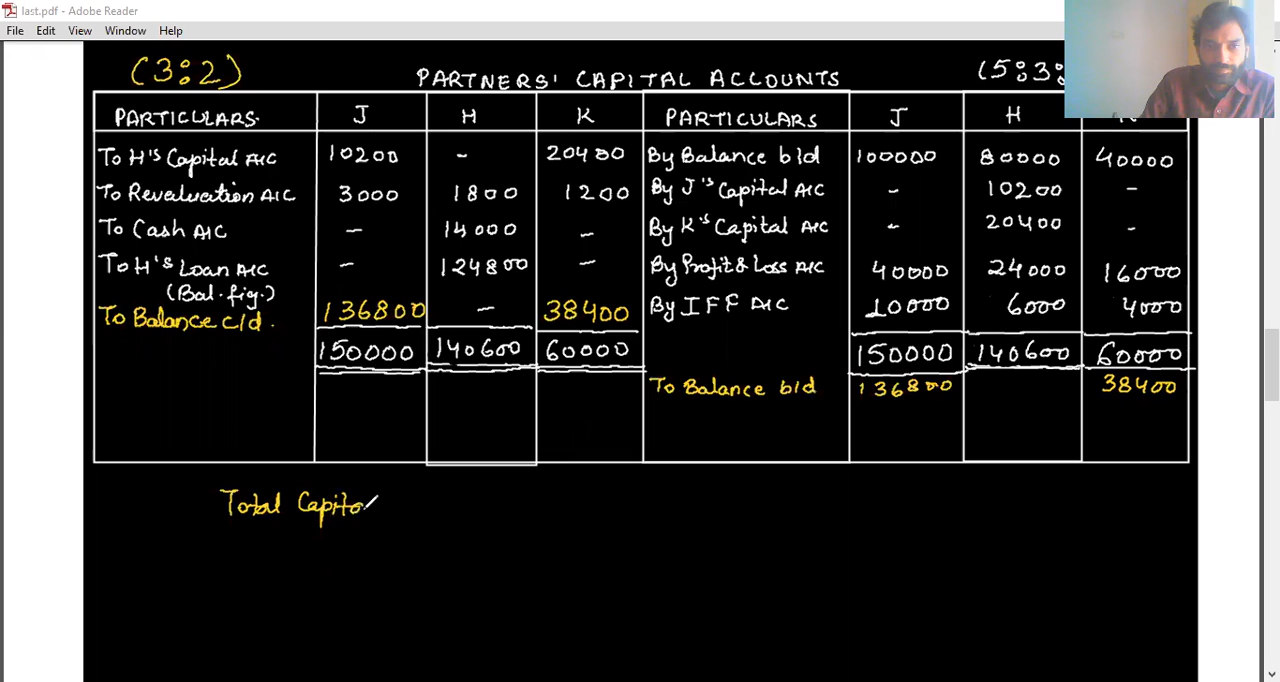 last.pdf - Adobe Reader
File Edit View Window Help
(3:2) PARTNERS' CAPITAL ACCOUNTS (5:3:
PARTICULARS. J H K PARTICULARS J H
To H's Capital A/C 10200 - 20400 By Balance b/d 100000 80000 40000
To Revaluation A/C 3000 1800 1200 By J's Capital A/C - 10200 -
To Cash A/C - 14000 - By K's Capital A/C - 20400 -
To H's Loan A/C - 124800 - By Profit & Loss A/C 40000 24000 16000
(Bal. fig.)
To Balance c/d. 136800 - 38400 By IFF A/C 10000 6000 4000
150000 140600 60000 150000 140600 60000
To Balance b/d 136800 38400
Total Capita